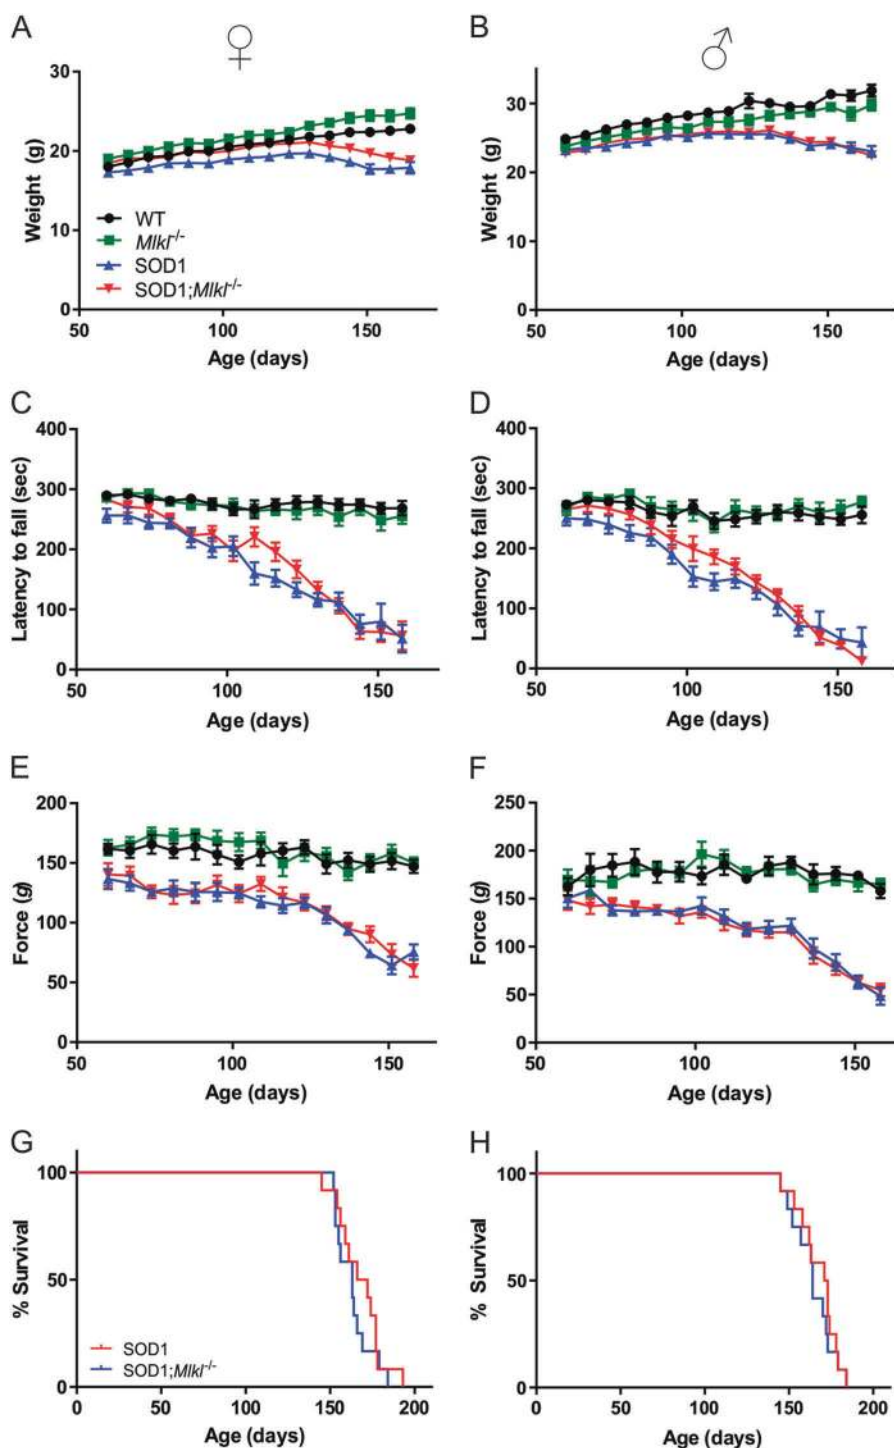 A
♀
B
♂
Weight (g)
30
20
10
0
WT
Mlkl-/-
SOD1
SOD1;Mlkl-/-
50
100
150
Age (days)
Weight (g)
30
20
10
0
50
100
150
Age (days)
C
Latency to fall (sec)
400
300
200
100
0
50
100
150
Age (days)
D
Latency to fall (sec)
400
300
200
100
0
50
100
150
Age (days)
E
Force (g)
200
150
100
50
0
50
100
150
Age (days)
F
Force (g)
250
200
150
100
50
0
50
100
150
Age (days)
G
% Survival
100
50
0
SOD1
SOD1;Mlkl-/-
0
50
100
150
200
Age (days)
H
% Survival
100
50
0
0
50
100
150
200
Age (days)